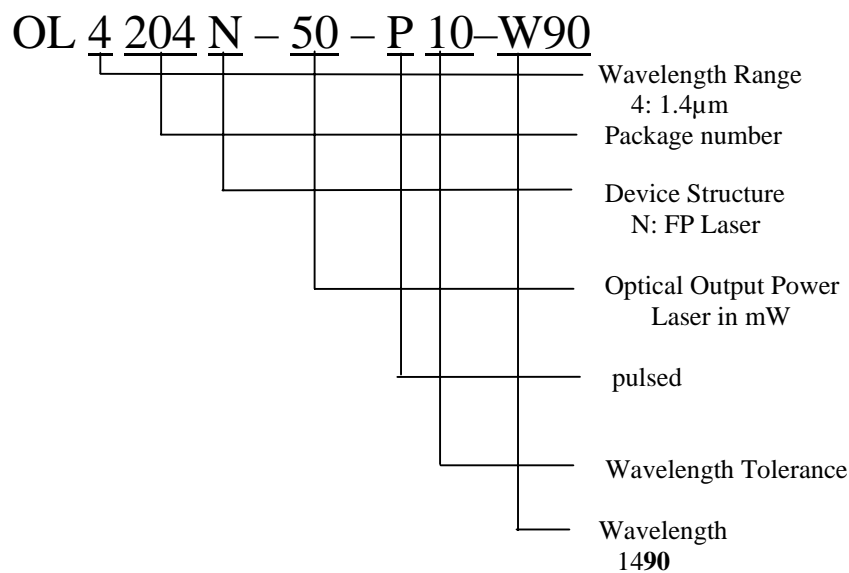 OL 4 204 N – 50 – P 10–W90
Wavelength Range
4: 1.4µm
Package number
Device Structure
N: FP Laser
Optical Output Power
Laser in mW
pulsed
Wavelength Tolerance
Wavelength
1490